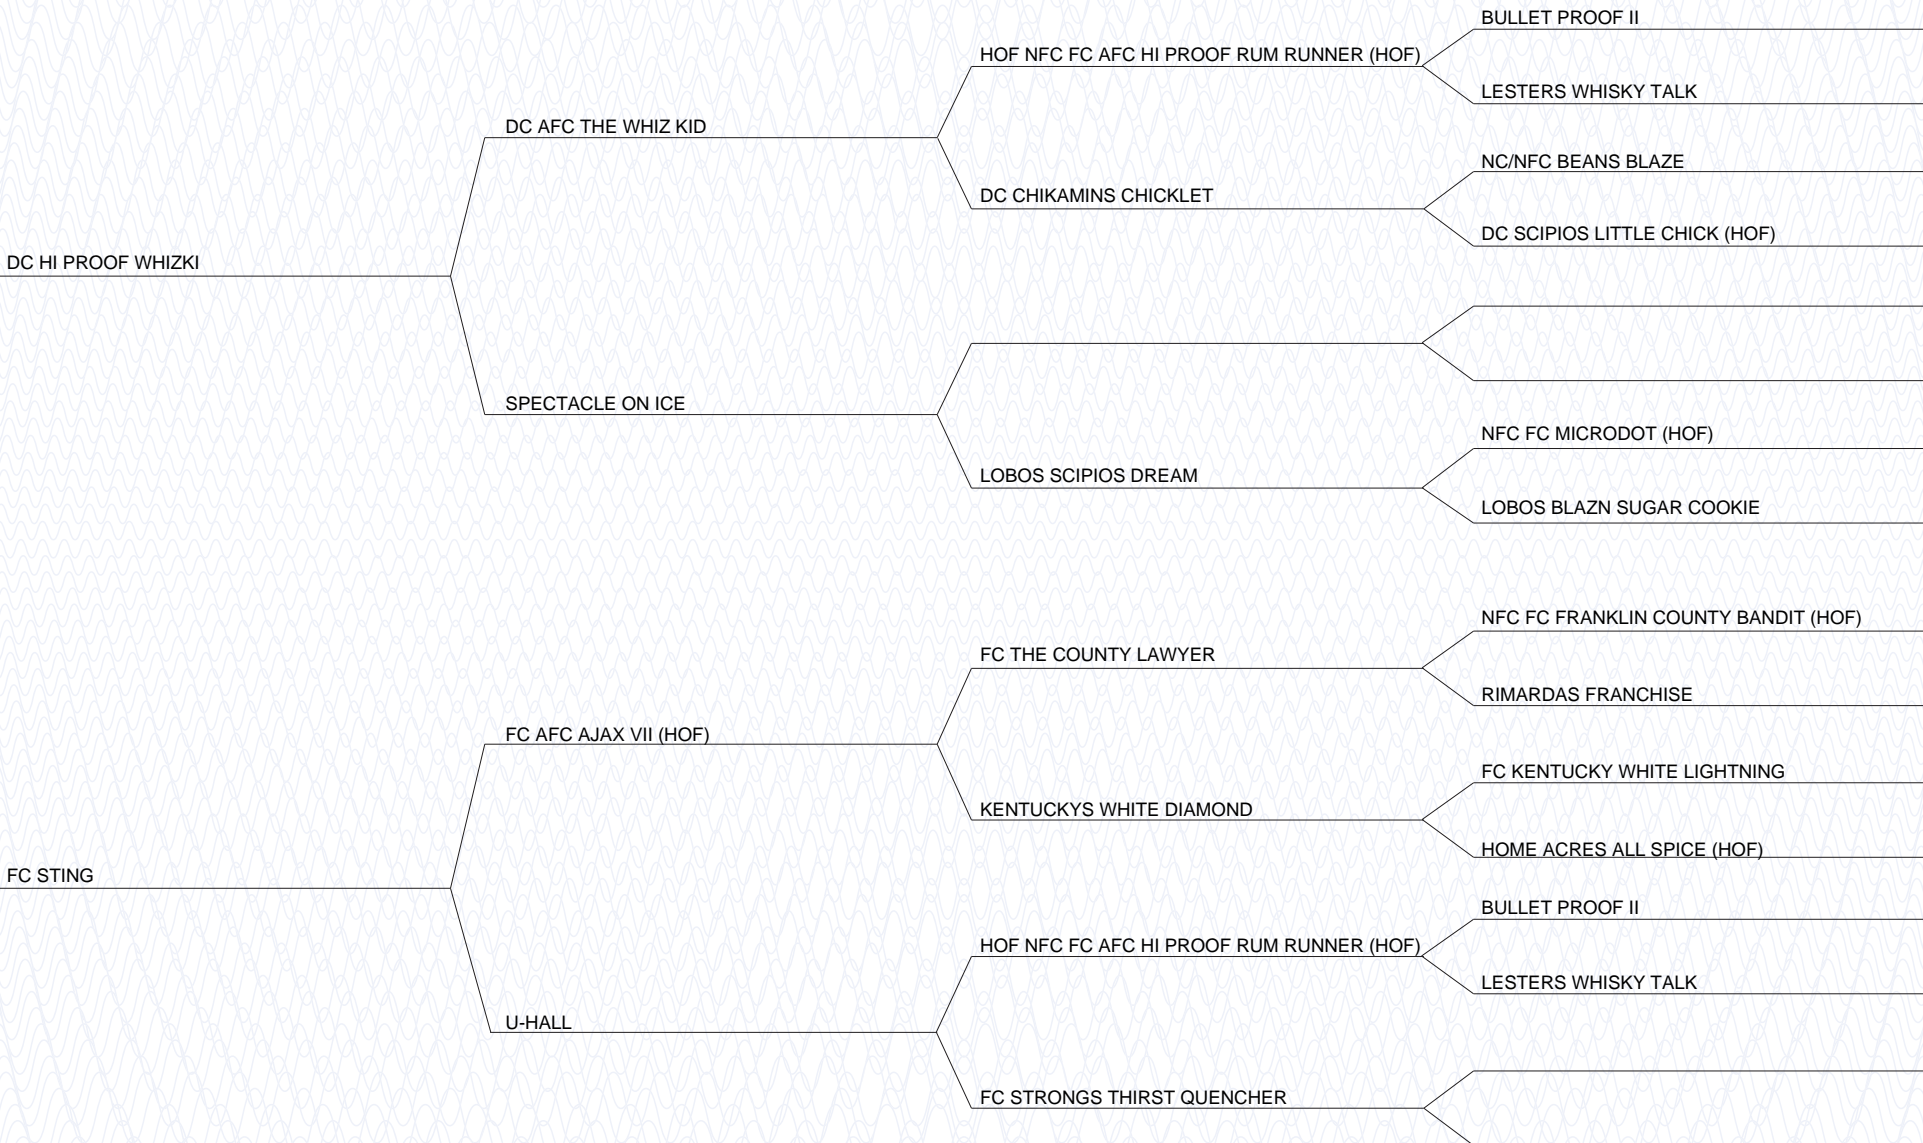 BULLET PROOF II
HOF NFC FC AFC HI PROOF RUM RUNNER (HOF)
LESTERS WHISKY TALK
DC AFC THE WHIZ KID
NC/NFC BEANS BLAZE
DC CHIKAMINS CHICKLET
DC SCIPIOS LITTLE CHICK (HOF)
DC HI PROOF WHIZKI
SPECTACLE ON ICE
NFC FC MICRODOT (HOF)
LOBOS SCIPIOS DREAM
LOBOS BLAZN SUGAR COOKIE
NFC FC FRANKLIN COUNTY BANDIT (HOF)
FC THE COUNTY LAWYER
RIMARDAS FRANCHISE
FC AFC AJAX VII (HOF)
FC KENTUCKY WHITE LIGHTNING
KENTUCKYS WHITE DIAMOND
HOME ACRES ALL SPICE (HOF)
FC STING
BULLET PROOF II
HOF NFC FC AFC HI PROOF RUM RUNNER (HOF)
LESTERS WHISKY TALK
U-HALL
FC STRONGS THIRST QUENCHER